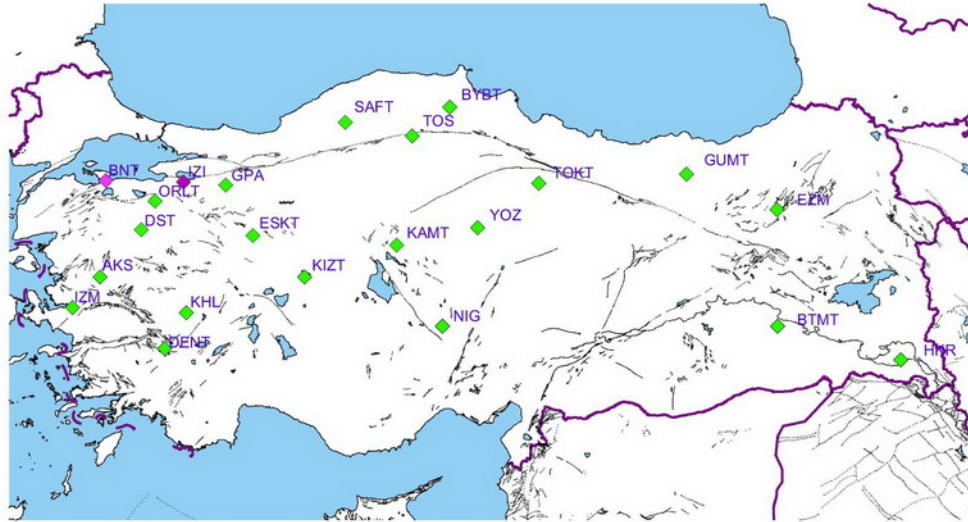 BYBT
SAFT
TOS
GUMT
BNT
IZI
GPA
TOKT
ORLT
EZM
DST
ESKT
YOZ
KAMT
AKS
KIZT
IZM
KHL
NIG
BTMT
DENT
HKR